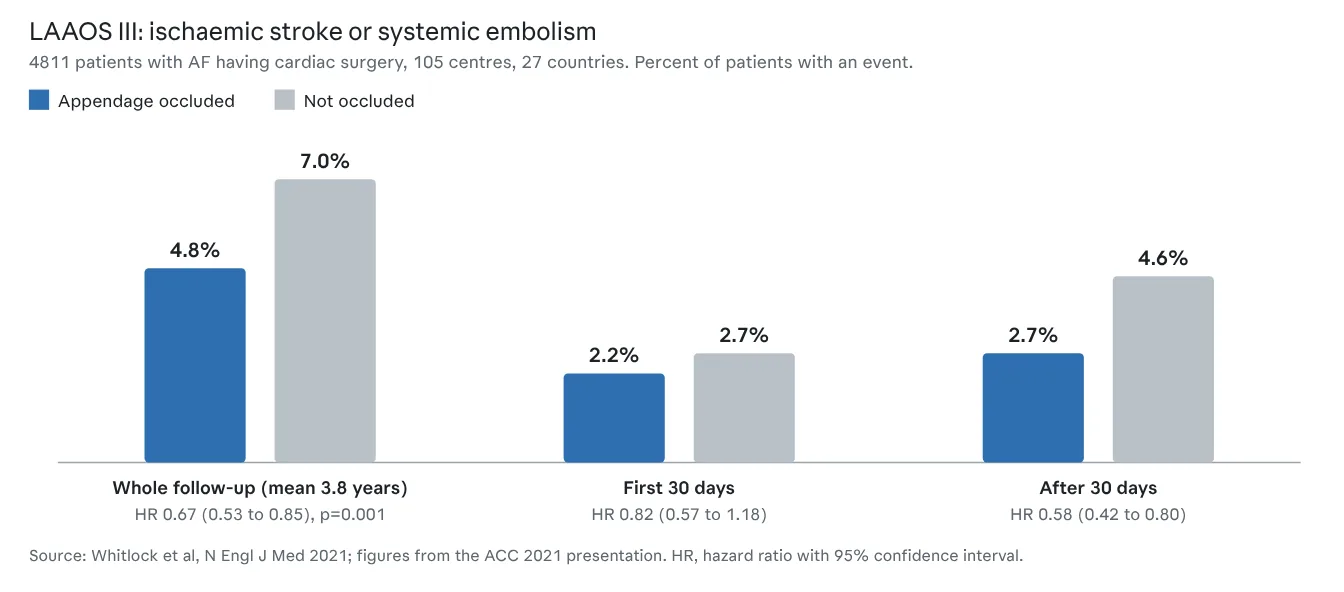 LAAOS III: ischaemic stroke or systemic embolism
4811 patients with AF having cardiac surgery, 105 centres, 27 countries. Percent of patients with an event.
Appendage occluded
Not occluded
4.8%
7.0%
2.2%
2.7%
2.7%
4.6%
Whole follow-up (mean 3.8 years)
HR 0.67 (0.53 to 0.85), p=0.001
First 30 days
HR 0.82 (0.57 to 1.18)
After 30 days
HR 0.58 (0.42 to 0.80)
Source: Whitlock et al, N Engl J Med 2021; figures from the ACC 2021 presentation. HR, hazard ratio with 95% confidence interval.